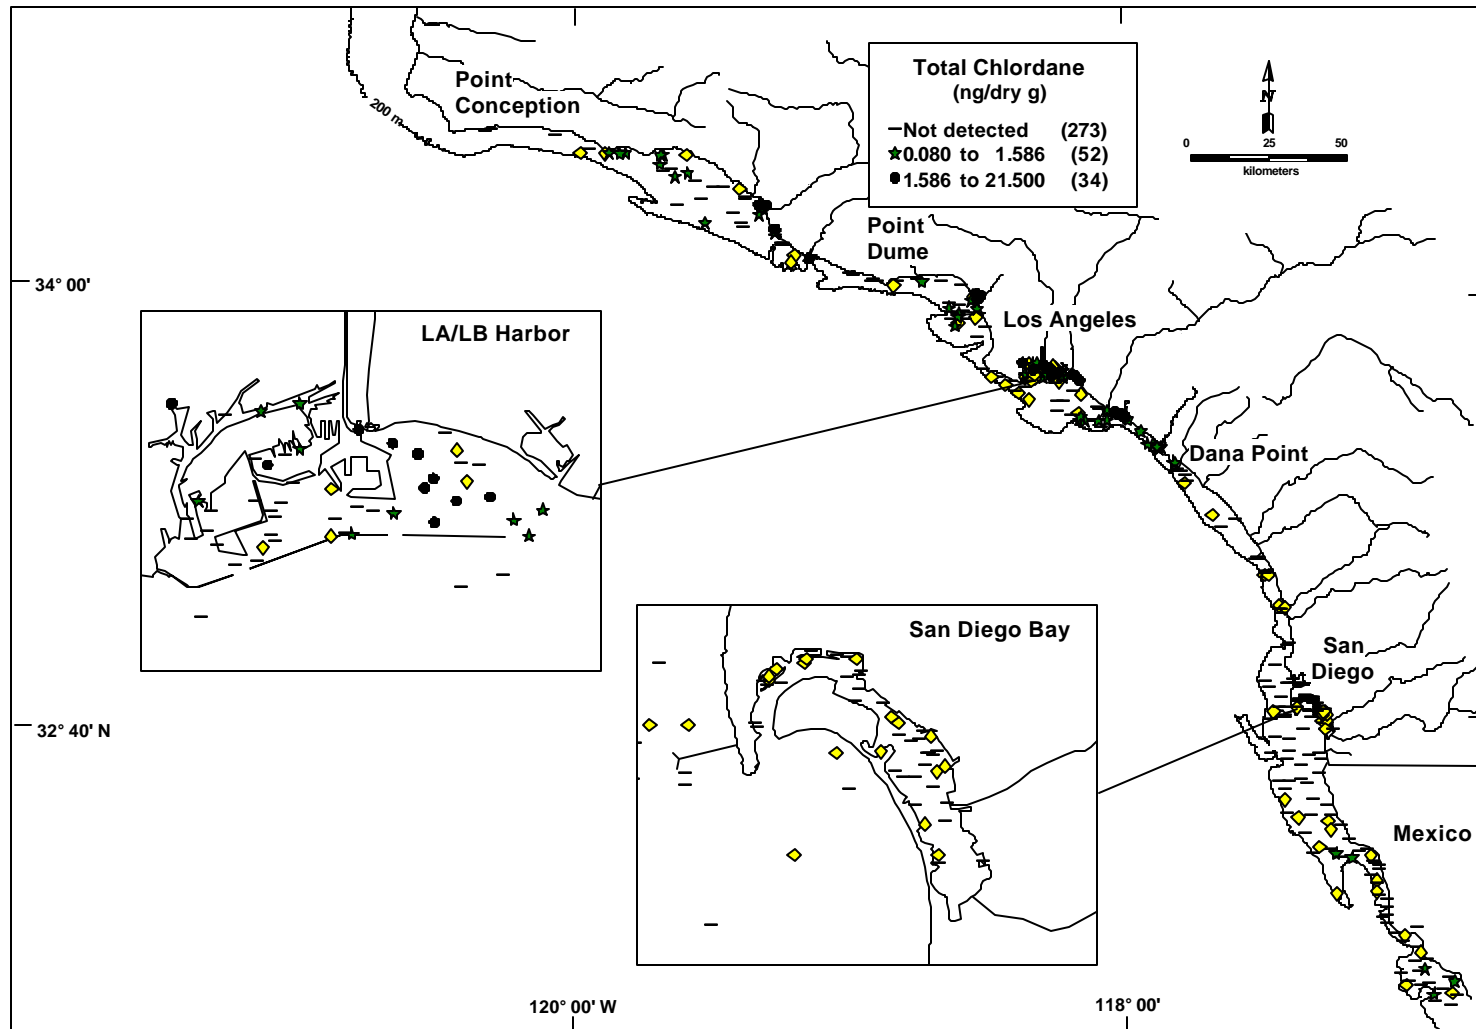 Point
Conception
200 m
Total Chlordane
(ng/dry g)
Not detected (273)
0.080 to 1.586 (52)
1.586 to 21.500 (34)
N
0 25 50
kilometers
Point
Dume
34° 00'
Los Angeles
LA/LB Harbor
Dana Point
San Diego Bay
San
Diego
32° 40' N
Mexico
120° 00' W
118° 00'